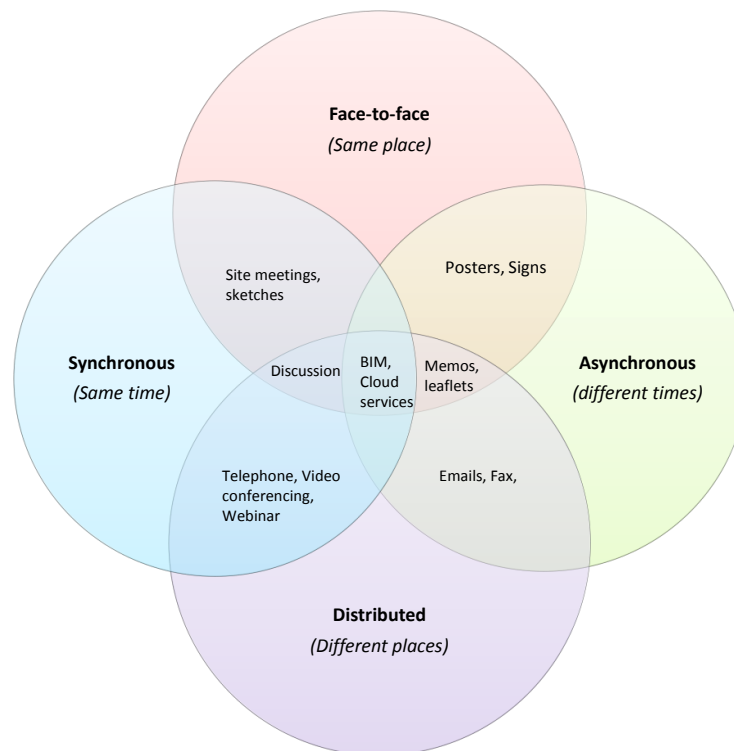 Face-to-face
(Same place)
Site meetings,
sketches
Posters, Signs
Synchronous
(Same time)
Discussion
BIM,
Cloud
services
Memos,
leaflets
Asynchronous
(different times)
Telephone, Video
conferencing,
Webinar
Emails, Fax,
Distributed
(Different places)